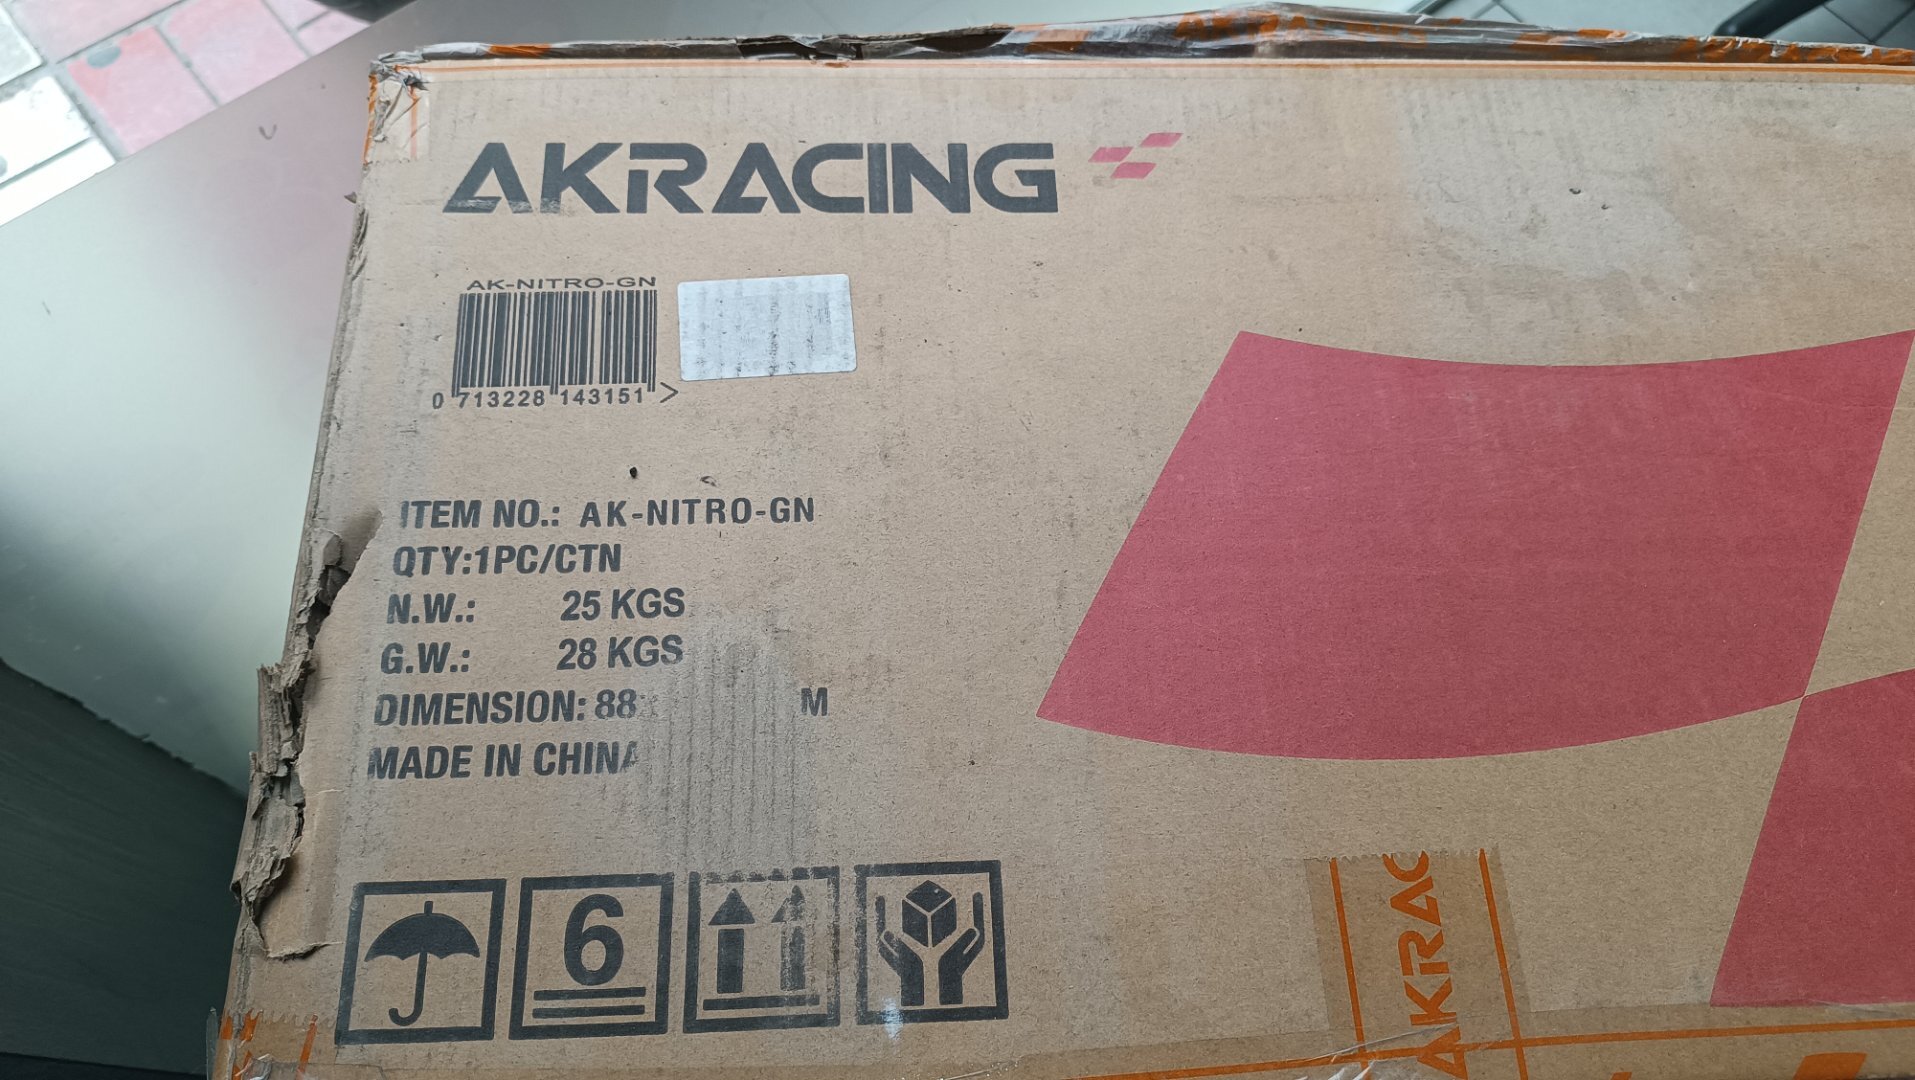 AKRACING
AK-NITRO-GN
0 713228 143151 >
ITEM NO.: AK-NITRO-GN
QTY:1PC/CTN
N.W.: 25 KGS
G.W.: 28 KGS
DIMENSION: 88 M
MADE IN CHINA
6
AKRAC